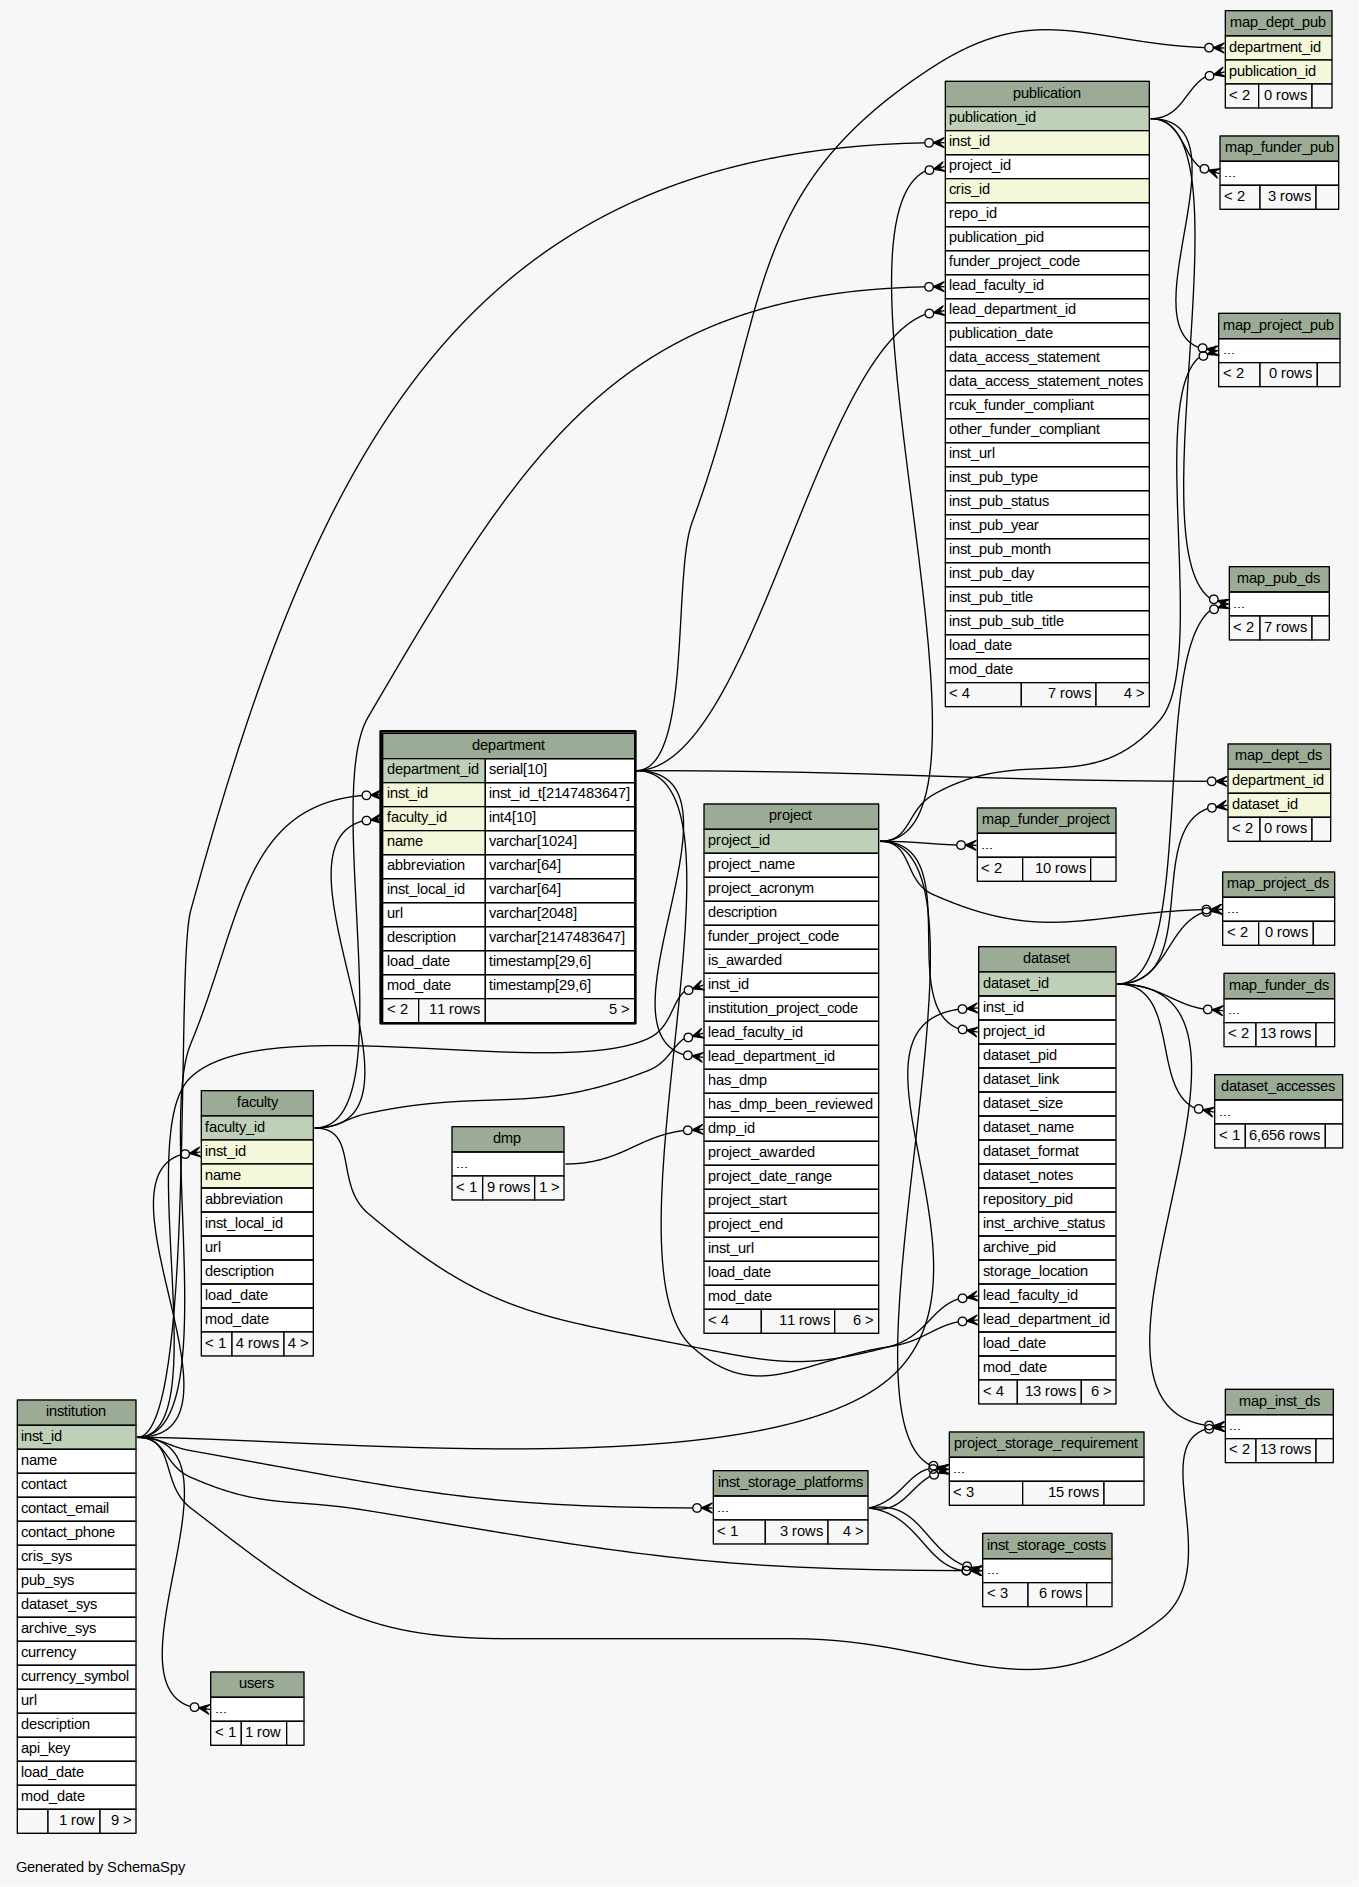 map_dept_pub
department_id
publication_id
< 2 0 rows
publication
publication_id
inst_id
project_id
cris_id
repo_id
publication_pid
funder_project_code
lead_faculty_id
lead_department_id
publication_date
data_access_statement
data_access_statement_notes
rcuk_funder_compliant
other_funder_compliant
inst_url
inst_pub_type
inst_pub_status
inst_pub_year
inst_pub_month
inst_pub_day
inst_pub_title
inst_pub_sub_title
load_date
mod_date
< 4 7 rows 4 >
map_funder_pub
...
< 2 3 rows
map_project_pub
...
< 2 0 rows
map_pub_ds
...
< 2 7 rows
department
department_id serial[10]
inst_id inst_id_t[2147483647]
faculty_id int4[10]
name varchar[1024]
abbreviation varchar[64]
inst_local_id varchar[64]
url varchar[2048]
description varchar[2147483647]
load_date timestamp[29,6]
mod_date timestamp[29,6]
< 2 11 rows 5 >
map_dept_ds
department_id
dataset_id
< 2 0 rows
project
project_id
project_name
project_acronym
description
funder_project_code
is_awarded
inst_id
institution_project_code
lead_faculty_id
lead_department_id
has_dmp
has_dmp_been_reviewed
dmp_id
project_awarded
project_date_range
project_start
project_end
inst_url
load_date
mod_date
< 4 11 rows 6 >
map_funder_project
...
< 2 10 rows
map_project_ds
...
< 2 0 rows
dataset
dataset_id
inst_id
project_id
dataset_pid
dataset_link
dataset_size
dataset_name
dataset_format
dataset_notes
repository_pid
inst_archive_status
archive_pid
storage_location
lead_faculty_id
lead_department_id
load_date
mod_date
< 4 13 rows 6 >
map_funder_ds
...
< 2 13 rows
dataset_accesses
...
< 1 6,656 rows
faculty
faculty_id
inst_id
name
abbreviation
inst_local_id
url
description
load_date
mod_date
< 1 4 rows 4 >
dmp
...
< 1 9 rows 1 >
map_inst_ds
...
< 2 13 rows
institution
inst_id
name
contact
contact_email
contact_phone
cris_sys
pub_sys
dataset_sys
archive_sys
currency
currency_symbol
url
description
api_key
load_date
mod_date
1 row 9 >
project_storage_requirement
...
< 3 15 rows
inst_storage_platforms
...
< 1 3 rows 4 >
inst_storage_costs
...
< 3 6 rows
users
...
< 1 1 row
Generated by SchemaSpy